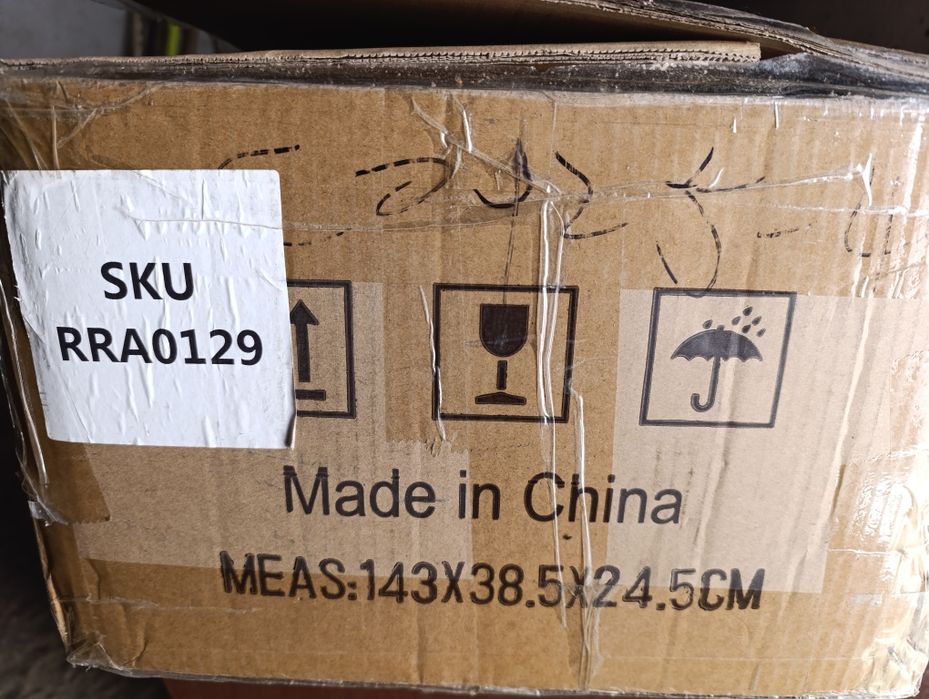 SKU
RRA0129
Made in China
MEAS:143X38.5X24.5CM